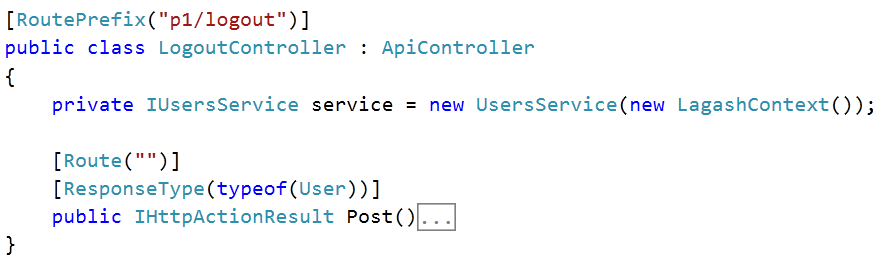 [RoutePrefix("p1/logout")]
public class LogoutController : ApiController
{
    private IUsersService service = new UsersService(new LagashContext());

    [Route("")]
    [ResponseType(typeof(User))]
    public IHttpActionResult Post()...
}